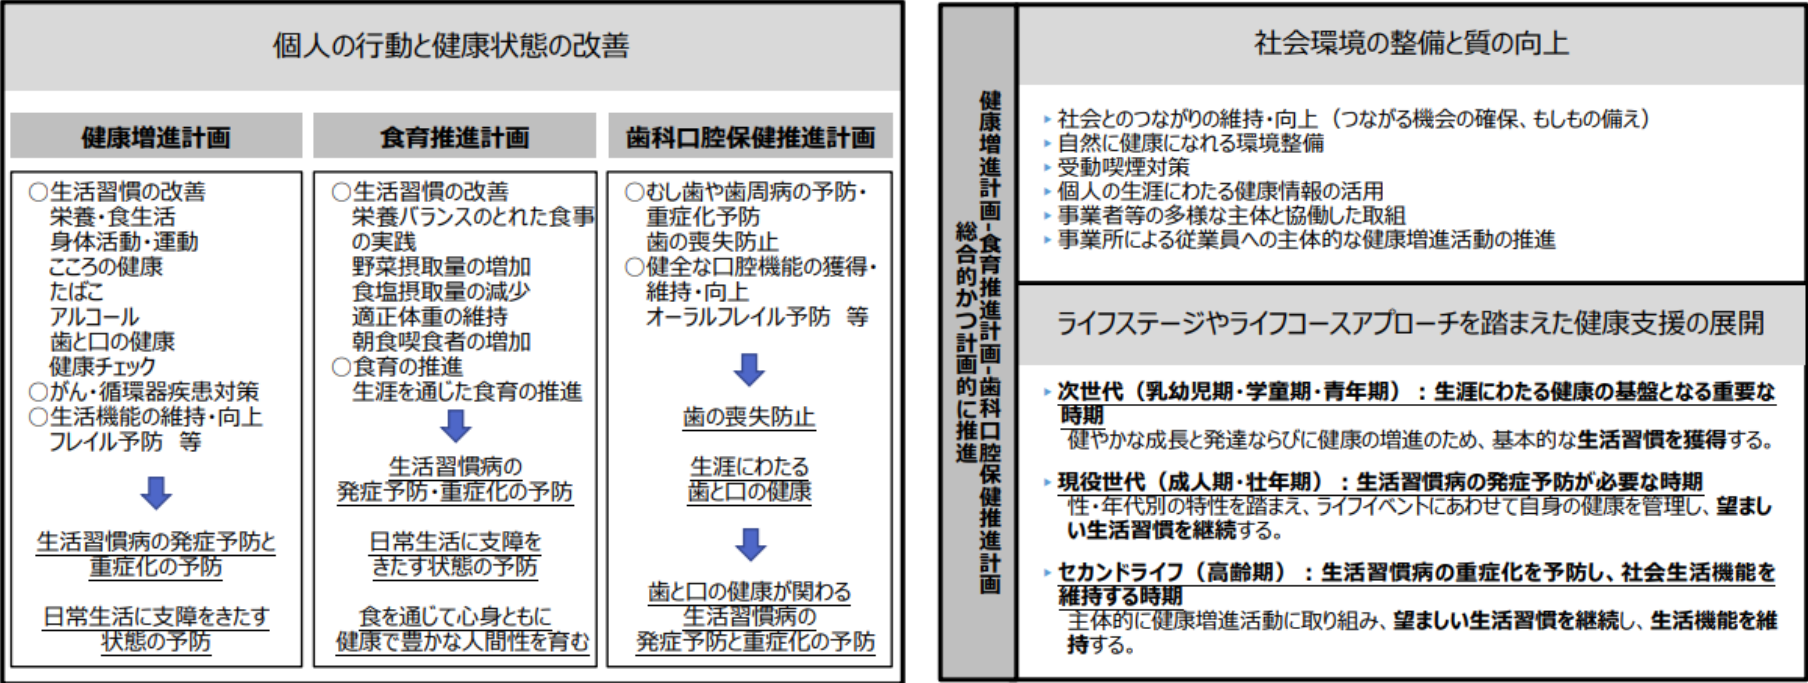 個人の行動と健康状態の改善
健康増進計画
○生活習慣の改善
栄養・食生活
身体活動・運動
こころの健康
たばこ
アルコール
歯と口の健康
健康チェック
○がん・循環器疾患対策
○生活機能の維持・向上
フレイル予防 等
生活習慣病の発症予防と
重症化の予防
日常生活に支障をきたす
状態の予防
食育推進計画
○生活習慣の改善
栄養バランスのとれた食事
の実践
野菜摂取量の増加
食塩摂取量の減少
適正体重の維持
朝食喫食者の増加
○食育の推進
生涯を通じた食育の推進
生活習慣病の
発症予防・重症化の予防
日常生活に支障を
きたす状態の予防
食を通じて心身ともに
健康で豊かな人間性を育む
歯科口腔保健推進計画
○むし歯や歯周病の予防・
重症化予防
歯の喪失防止
○健全な口腔機能の獲得・
維持・向上
オーラルフレイル予防 等
歯の喪失防止
生涯にわたる
歯と口の健康
歯と口の健康が関わる
生活習慣病の
発症予防と重症化の予防
健康増進計画-食育推進計画-歯科口腔保健推進計画
総合的かつ計画的に推進
社会環境の整備と質の向上
▸社会とのつながりの維持・向上（つながる機会の確保、もしもの備え）
▸自然に健康になれる環境整備
▸受動喫煙対策
▸個人の生涯にわたる健康情報の活用
▸事業者等の多様な主体と協働した取組
▸事業所による従業員への主体的な健康増進活動の推進
ライフステージやライフコースアプローチを踏まえた健康支援の展開
▸次世代（乳幼児期・学童期・青年期）：生涯にわたる健康の基盤となる重要な
時期
健やかな成長と発達ならびに健康の増進のため、基本的な生活習慣を獲得する。
▸現役世代（成人期・壮年期）：生活習慣病の発症予防が必要な時期
性・年代別の特性を踏まえ、ライフイベントにあわせて自身の健康を管理し、望まし
い生活習慣を継続する。
▸セカンドライフ（高齢期）：生活習慣病の重症化を予防し、社会生活機能を
維持する時期
主体的に健康増進活動に取り組み、望ましい生活習慣を継続し、生活機能を維
持する。